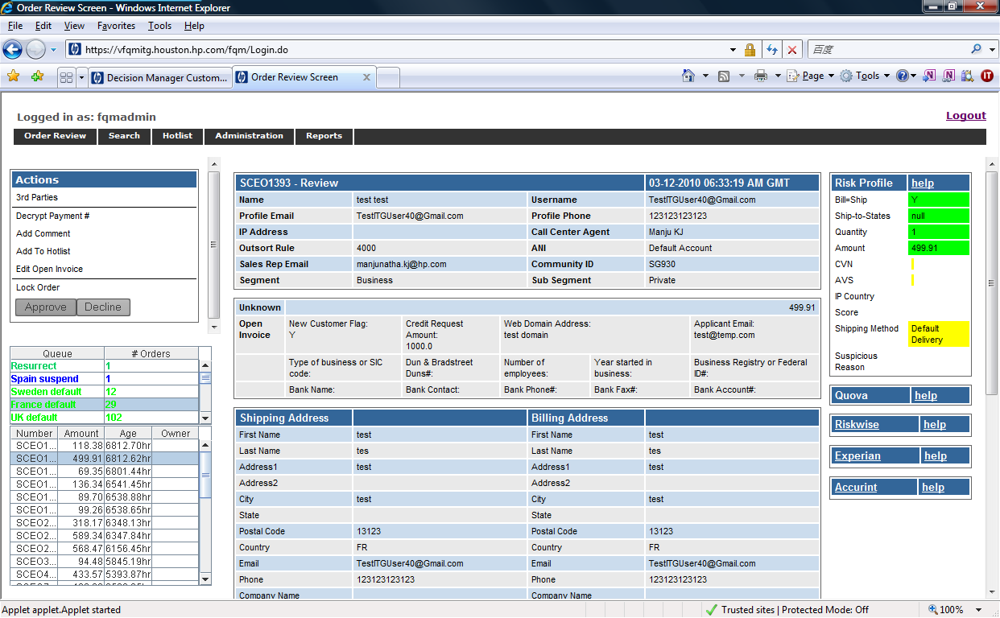 Order Review Screen - Windows Internet Explorer
File Edit View Favorites Tools Help
https://vfqmitg.houston.hp.com/fqm/Login.do 百度
Decision Manager Custom... Order Review Screen Page Tools
Logged in as: fqmadmin Logout
Order Review Search Hotlist Administration Reports
Actions
3rd Parties
Decrypt Payment #
Add Comment
Add To Hotlist
Edit Open Invoice
Lock Order
Approve Decline
Queue # Orders
Resurrect 1
Spain suspend 1
Sweden default 12
France default 29
UK default 102
Number Amount Age Owner
SCEO1... 118.38 6812.70hr
SCEO1... 499.91 6812.62hr
SCEO1... 69.35 6801.44hr
SCEO1... 136.34 6541.45hr
SCEO1... 89.70 6538.88hr
SCEO1... 99.26 6538.65hr
SCEO2... 318.17 6348.13hr
SCEO2... 589.34 6347.84hr
SCEO2... 568.47 6156.45hr
SCEO3... 94.48 5845.19hr
SCEO4... 433.57 5393.87hr
SCEO1393 - Review 03-12-2010 06:33:19 AM GMT
Name test test Username TestITGUser40@Gmail.com
Profile Email TestITGUser40@Gmail.com Profile Phone 123123123123
IP Address Call Center Agent Manju KJ
Outsort Rule 4000 ANI Default Account
Sales Rep Email manjunatha.kj@hp.com Community ID SG930
Segment Business Sub Segment Private
Unknown 499.91
Open Invoice New Customer Flag: Y Credit Request Amount: 1000.0 Web Domain Address: test domain Applicant Email: test@temp.com
Type of business or SIC code: Dun & Bradstreet Duns#: Number of employees: Year started in business: Business Registry or Federal ID#:
Bank Name: Bank Contact: Bank Phone#: Bank Fax#: Bank Account#:
Shipping Address Billing Address
First Name test First Name test
Last Name tes Last Name tes
Address1 test Address1 test
Address2 Address2
City test City test
State State
Postal Code 13123 Postal Code 13123
Country FR Country FR
Email TestITGUser40@Gmail.com Email TestITGUser40@Gmail.com
Phone 123123123123 Phone 123123123123
Company Name Company Name
Risk Profile help
Bill=Ship Y
Ship-to-States null
Quantity 1
Amount 499.91
CVN
AVS
IP Country
Score
Shipping Method Default Delivery
Suspicious Reason
Quova help
Riskwise help
Experian help
Accurint help
Applet applet.Applet started Trusted sites | Protected Mode: Off 100%